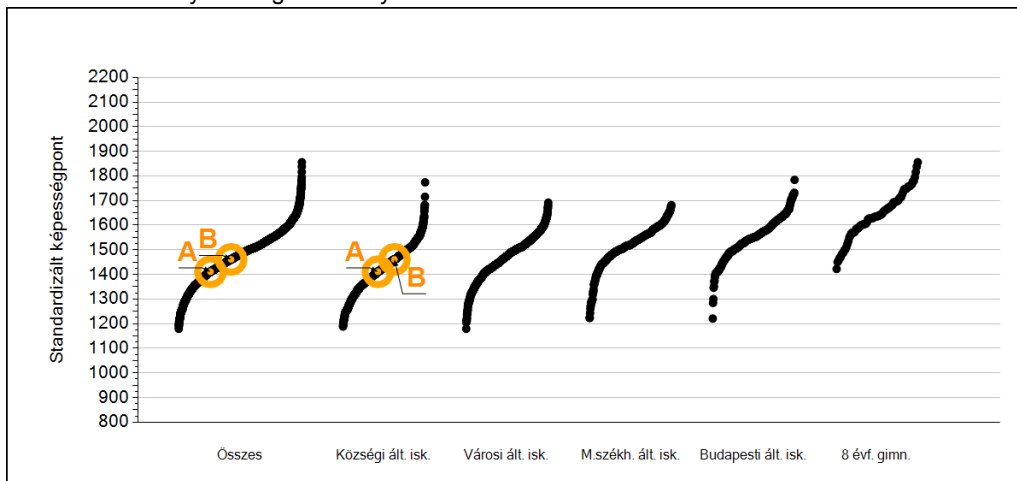 Standardizált képességpont
2200
2100
2000
1900
1800
1700
1600
1500
1400
1300
1200
1100
1000
900
800
A
B
A
B
Összes
Községi ált. isk.
Városi ált. isk.
M.székh. ált. isk.
Budapesti ált. isk.
8 évf. gimn.